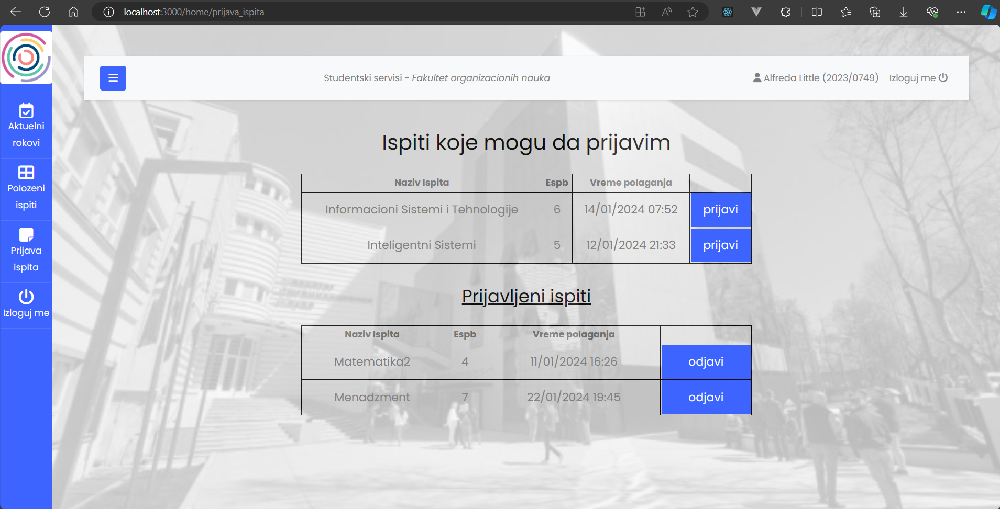 localhost:3000/home/prijava_ispita
Studentski servisi - Fakultet organizacionih nauka
Alfreda Little (2023/0749) Izloguj me
Aktuelni
rokovi
Polozeni
ispiti
Prijava
ispita
Izloguj me
Ispiti koje mogu da prijavim
Naziv Ispita Espb Vreme polaganja
Informacioni Sistemi i Tehnologije 6 14/01/2024 07:52 prijavi
Inteligentni Sistemi 5 12/01/2024 21:33 prijavi
Prijavljeni ispiti
Naziv Ispita Espb Vreme polaganja
Matematika2 4 11/01/2024 16:26 odjavi
Menadzment 7 22/01/2024 19:45 odjavi